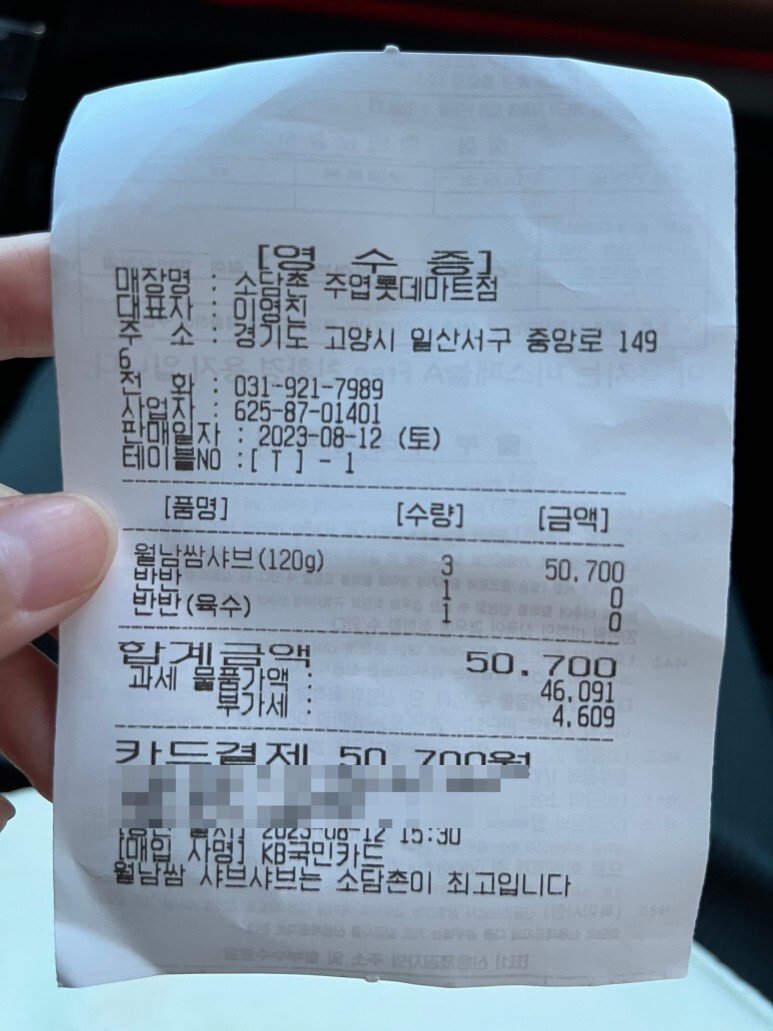 [영 수 증]
매장명 : 소담촌 주엽롯데마트점
대표자 : 이영진
주 소 : 경기도 고양시 일산서구 중앙로 149
6
전 화 : 031-921-7989
사업자 : 625-87-01401
판매일자 : 2023-08-12 (토)
테이블NO :[ T ] - 1
[품명] [수량] [금액]
월남쌈샤브(120g) 3 50,700
반반 1 0
반반(육수) 1 0
합계금액 50.700
과세 물품가액 : 46,091
부가세 : 4,609
카드결제 50,700원
2023-08-12 15:30
[매입 사명] KB국민카드
월남쌈 샤브샤브는 소담촌이 최고입니다